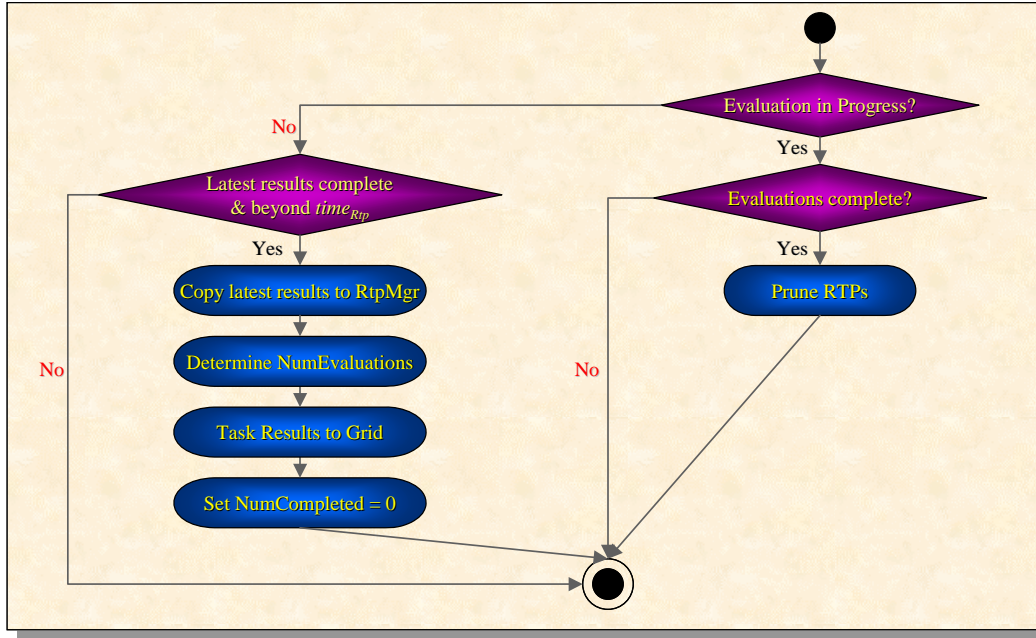 Evaluation in Progress?
No
Yes
Latest results complete
& beyond time_Rtp
Evaluations complete?
Yes
Yes
Copy latest results to RtpMgr
Prune RTPs
Determine NumEvaluations
No
No
Task Results to Grid
Set NumCompleted = 0